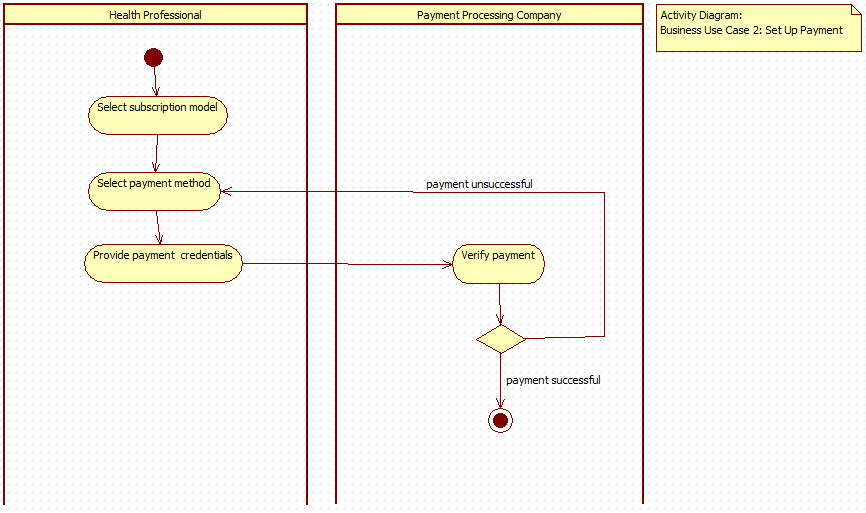 Health Professional
Payment Processing Company
Activity Diagram:
Business Use Case 2: Set Up Payment
Select subscription model
Select payment method
payment unsuccessful
Provide payment credentials
Verify payment
payment successful